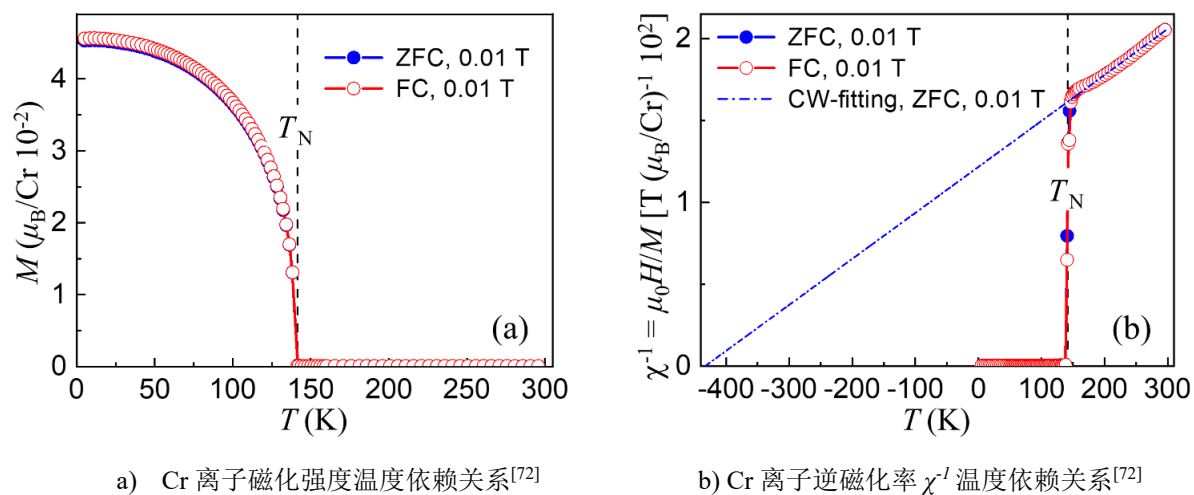 ZFC, 0.01 T
FC, 0.01 T
T_N
(a)
M (μ_B/Cr 10⁻²)
0 1 2 3 4
0 50 100 150 200 250 300
T (K)
ZFC, 0.01 T
FC, 0.01 T
CW-fitting, ZFC, 0.01 T
T_N
(b)
χ⁻¹ = μ₀H/M [T (μ_B/Cr)⁻¹ 10²]
0 1 2
-400 -300 -200 -100 0 100 200 300
T (K)
a) Cr 离子磁化强度温度依赖关系[72]
b) Cr 离子逆磁化率 χ⁻¹ 温度依赖关系[72]